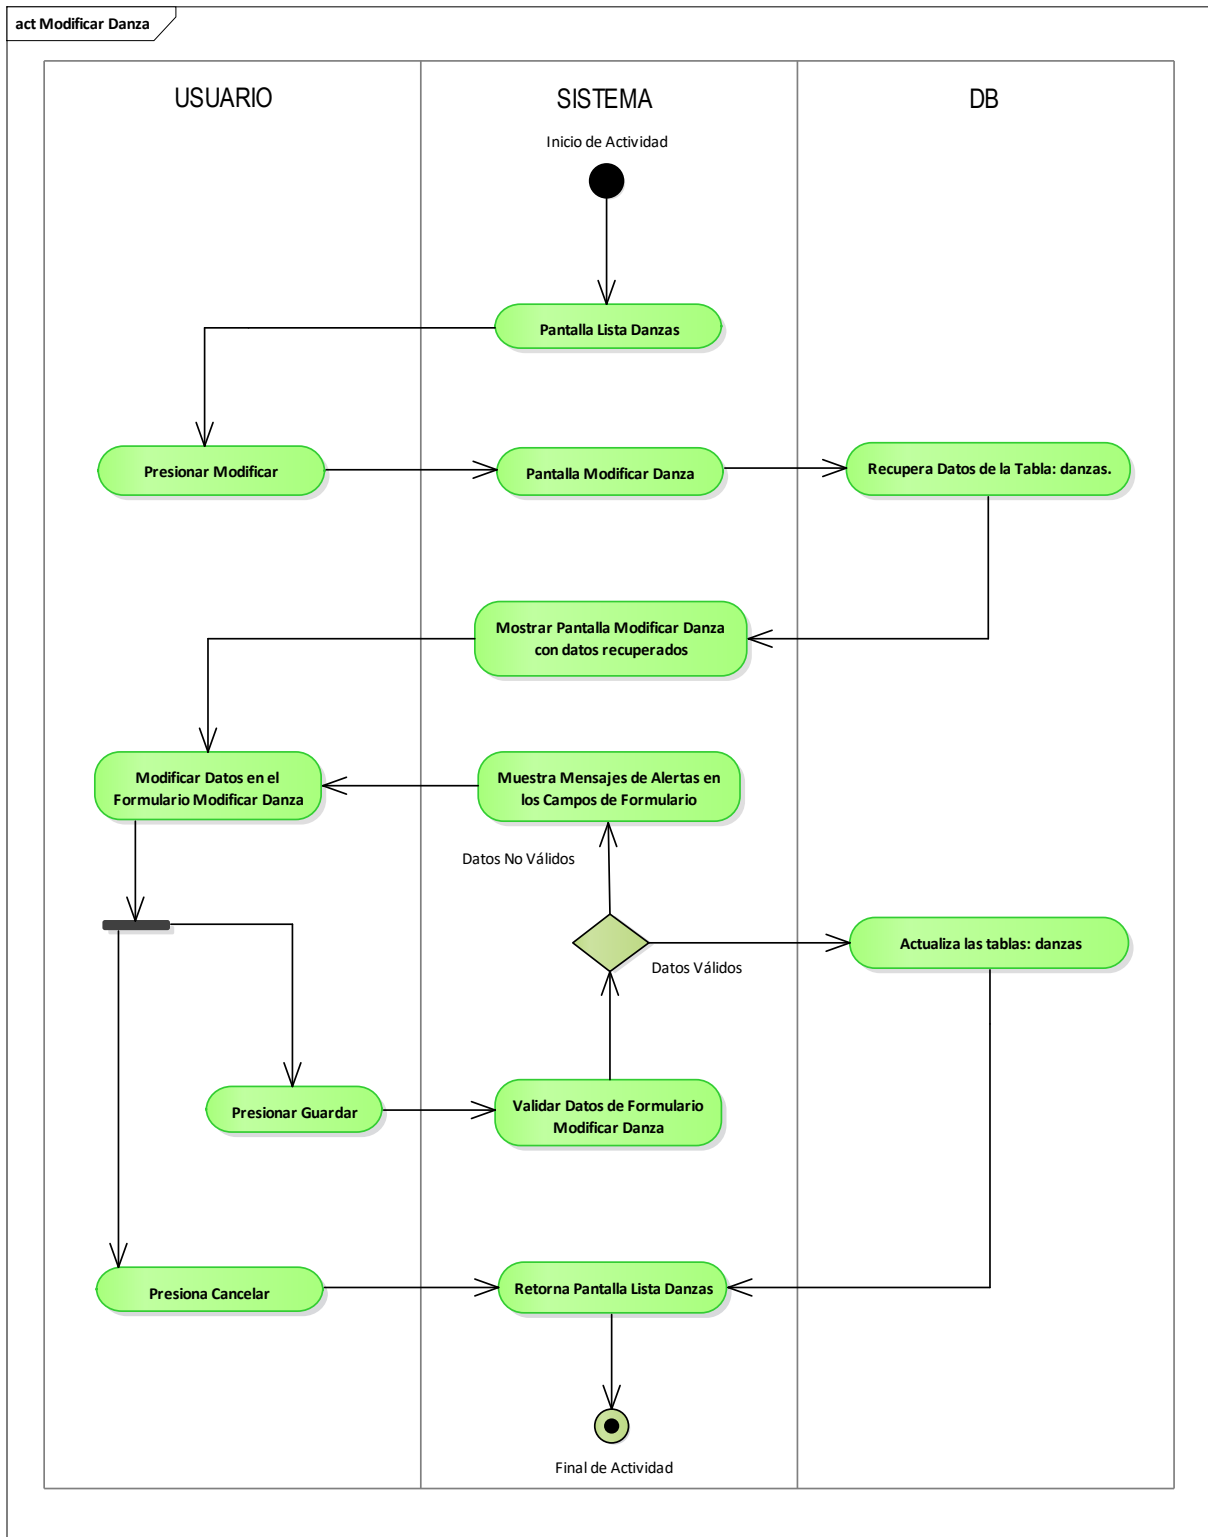 act Modificar Danza
USUARIO
SISTEMA
DB
Inicio de Actividad
Pantalla Lista Danzas
Presionar Modificar
Pantalla Modificar Danza
Recupera Datos de la Tabla: danzas.
Mostrar Pantalla Modificar Danza
con datos recuperados
Modificar Datos en el
Formulario Modificar Danza
Muestra Mensajes de Alertas en
los Campos de Formulario
Datos No Válidos
Datos Válidos
Actualiza las tablas: danzas
Presionar Guardar
Validar Datos de Formulario
Modificar Danza
Presiona Cancelar
Retorna Pantalla Lista Danzas
Final de Actividad